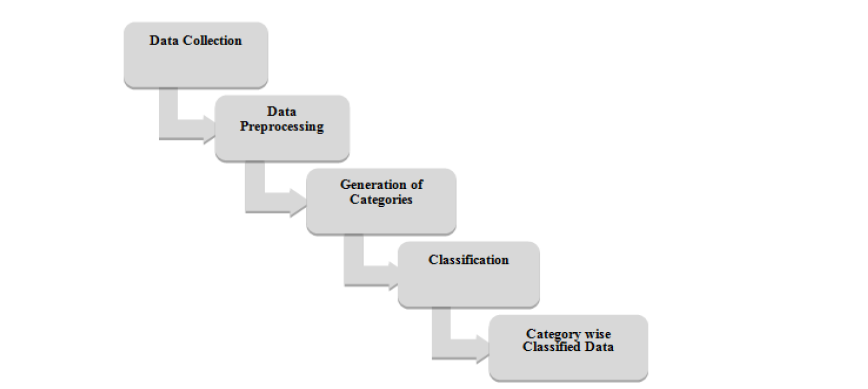 Data Collection
Data
Preprocessing
Generation of
Categories
Classification
Category wise
Classified Data